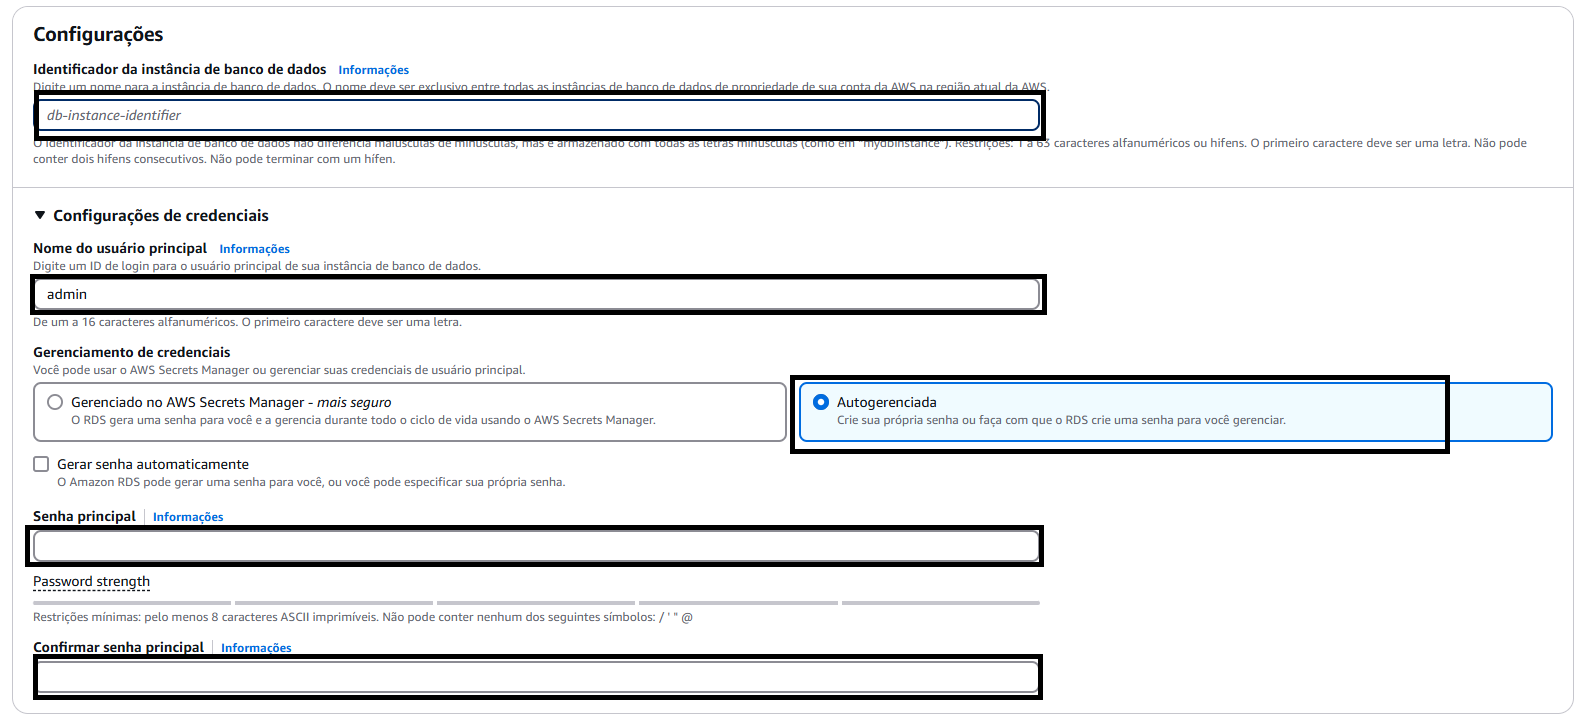 Configurações
Identificador da instância de banco de dados Informações
Digite um nome para a instância de banco de dados. O nome deve ser exclusivo entre todas as instâncias de banco de dados de propriedade de sua conta da AWS na região atual da AWS.
db-instance-identifier
O identificador da instância de banco de dados não diferencia maiúsculas de minúsculas, mas é armazenado com todas as letras minúsculas (como em "mydbinstance"). Restrições: 1 a 63 caracteres alfanuméricos ou hifens. O primeiro caractere deve ser uma letra. Não pode
conter dois hifens consecutivos. Não pode terminar com um hífen.
Configurações de credenciais
Nome do usuário principal Informações
Digite um ID de login para o usuário principal de sua instância de banco de dados.
admin
De um a 16 caracteres alfanuméricos. O primeiro caractere deve ser uma letra.
Gerenciamento de credenciais
Você pode usar o AWS Secrets Manager ou gerenciar suas credenciais de usuário principal.
Gerenciado no AWS Secrets Manager - mais seguro
O RDS gera uma senha para você e a gerencia durante todo o ciclo de vida usando o AWS Secrets Manager.
Autogerenciada
Crie sua própria senha ou faça com que o RDS crie uma senha para você gerenciar.
Gerar senha automaticamente
O Amazon RDS pode gerar uma senha para você, ou você pode especificar sua própria senha.
Senha principal Informações
Password strength
Restrições mínimas: pelo menos 8 caracteres ASCII imprimíveis. Não pode conter nenhum dos seguintes símbolos: / ' " @
Confirmar senha principal Informações